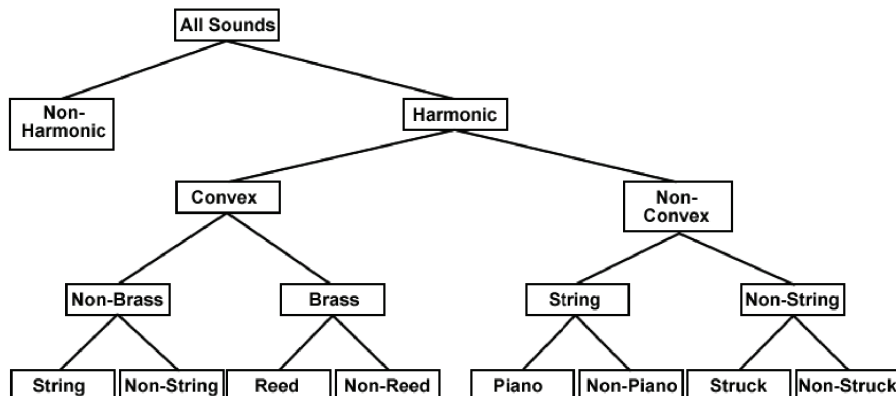 All Sounds
Non-
Harmonic
Harmonic
Convex
Non-
Convex
Non-Brass
Brass
String
Non-String
String
Non-String
Reed
Non-Reed
Piano
Non-Piano
Struck
Non-Struck